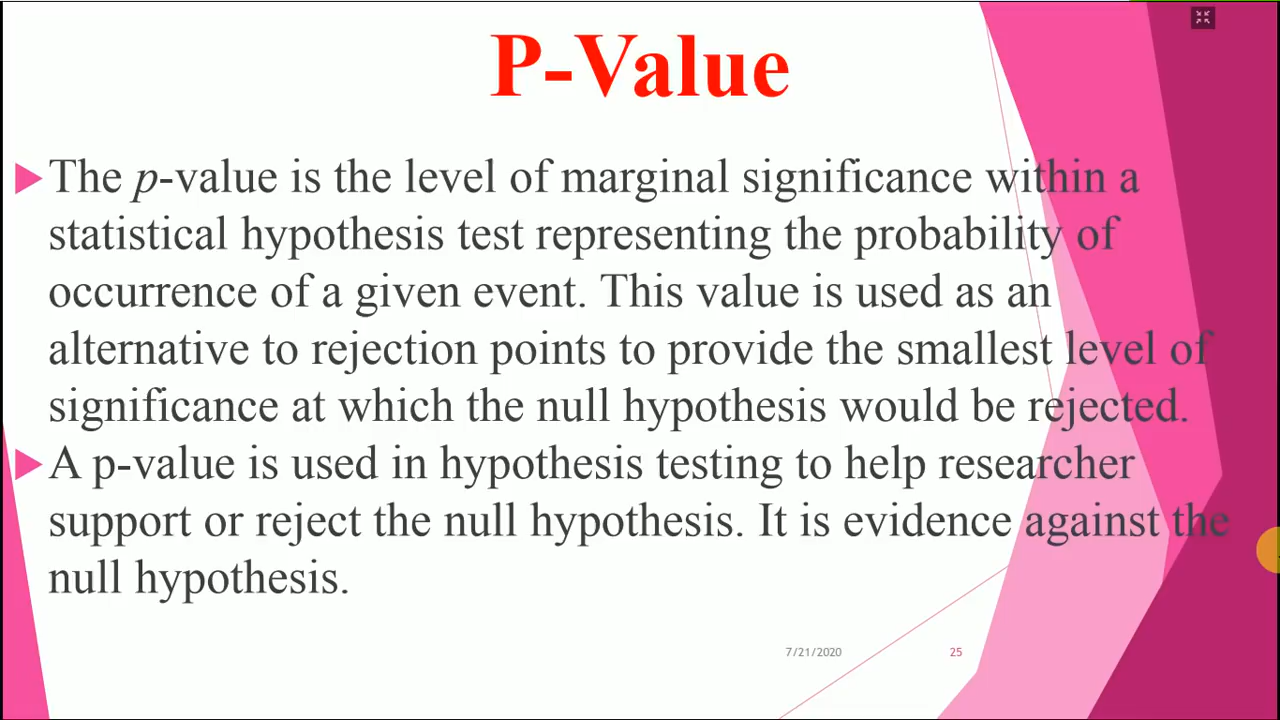 P-Value
The p-value is the level of marginal significance within a
statistical hypothesis test representing the probability of
occurrence of a given event. This value is used as an
alternative to rejection points to provide the smallest level of
significance at which the null hypothesis would be rejected.
A p-value is used in hypothesis testing to help researcher
support or reject the null hypothesis. It is evidence against the
null hypothesis.
7/21/2020
25